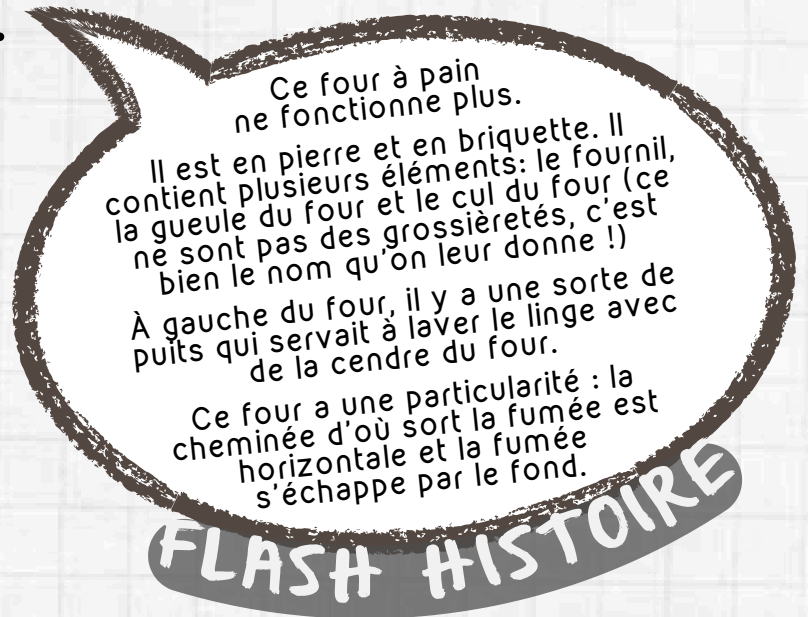 Ce four à pain
ne fonctionne plus.
Il est en pierre et en briquette. Il
contient plusieurs éléments: le fournil,
la gueule du four et le cul du four (ce
ne sont pas des grossièretés, c'est
bien le nom qu'on leur donne !)
À gauche du four, il y a une sorte de
puits qui servait à laver le linge avec
de la cendre du four.
Ce four a une particularité : la
cheminée d'où sort la fumée est
horizontale et la fumée
s'échappe par le fond.
FLASH HISTOIRE